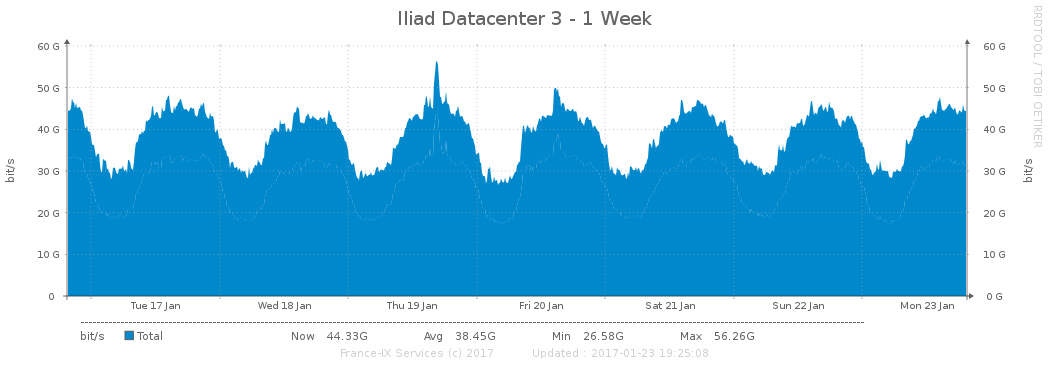 Iliad Datacenter 3 - 1 Week
RRDTOOL / TOBI OETIKER
60 G 60 G
50 G 50 G
40 G 40 G
30 G 30 G
20 G 20 G
10 G 10 G
0 0 G
bit/s bit/s
Tue 17 Jan Wed 18 Jan Thu 19 Jan Fri 20 Jan Sat 21 Jan Sun 22 Jan Mon 23 Jan
bit/s Total Now 44.33G Avg 38.45G Min 26.58G Max 56.26G
France-IX Services (c) 2017 Updated : 2017-01-23 19:25:08